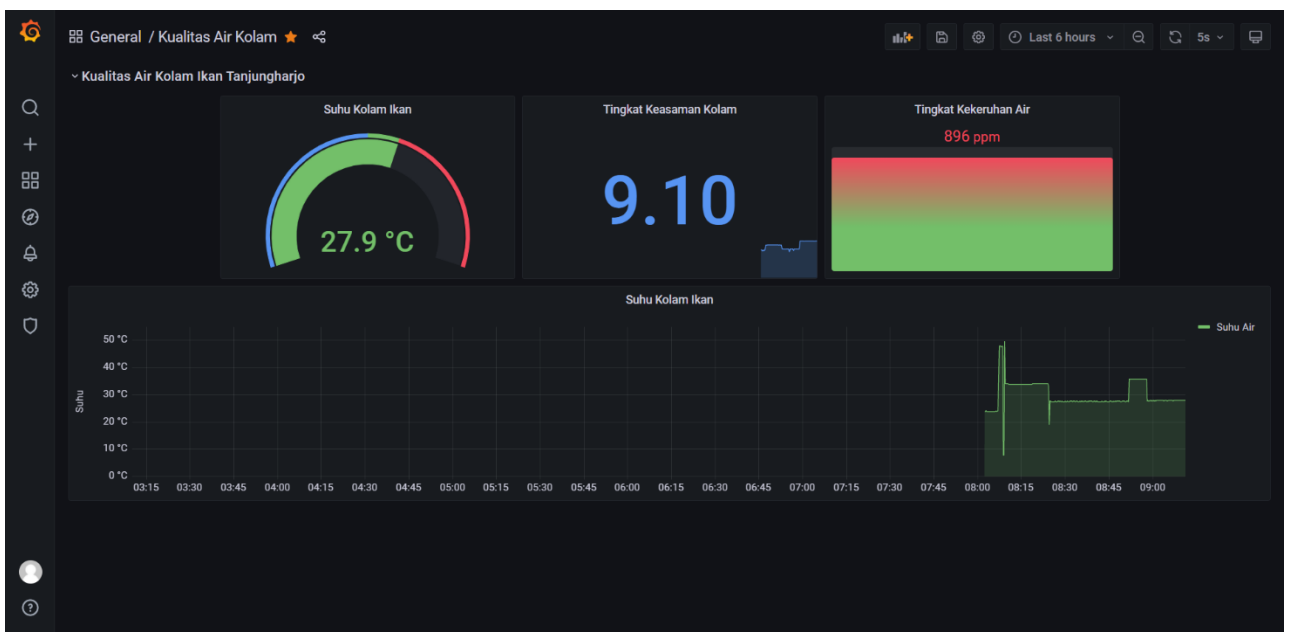 General / Kualitas Air Kolam
Last 6 hours
5s
Kualitas Air Kolam Ikan Tanjungharjo
Suhu Kolam Ikan
27.9 °C
Tingkat Keasaman Kolam
9.10
Tingkat Kekeruhan Air
896 ppm
Suhu Kolam Ikan
Suhu
50 °C
40 °C
30 °C
20 °C
10 °C
0 °C
03:15 03:30 03:45 04:00 04:15 04:30 04:45 05:00 05:15 05:30 05:45 06:00 06:15 06:30 06:45 07:00 07:15 07:30 07:45 08:00 08:15 08:30 08:45 09:00
Suhu Air